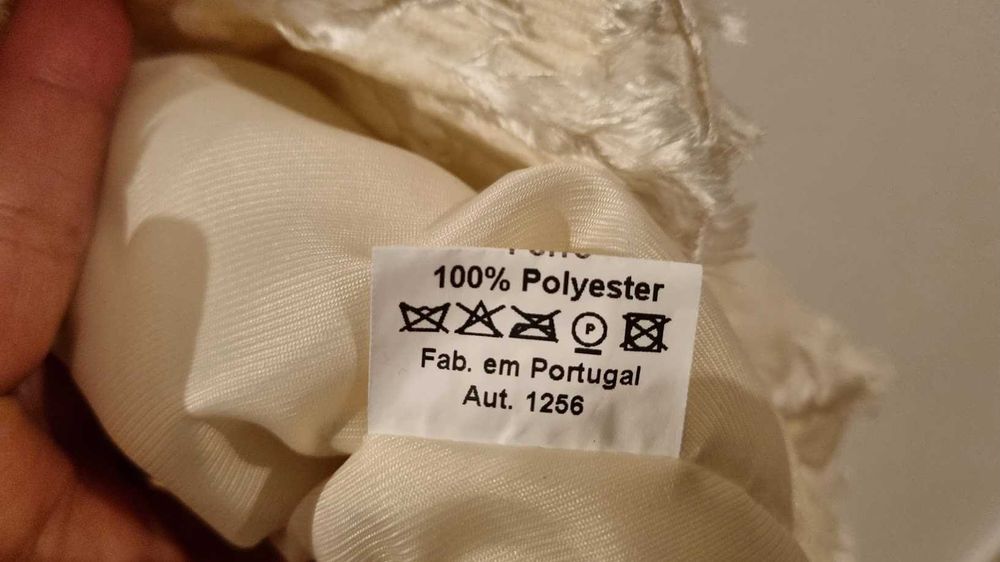 100% Polyester
P
Fab. em Portugal
Aut. 1256